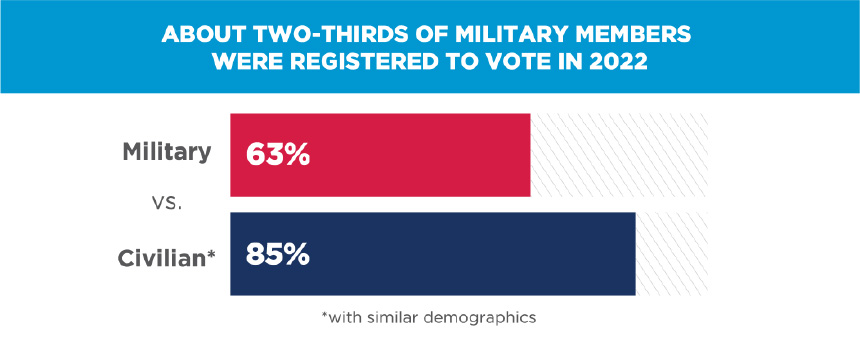 ABOUT TWO-THIRDS OF MILITARY MEMBERS
WERE REGISTERED TO VOTE IN 2022
Military
63%
VS.
Civilian*
85%
*with similar demographics